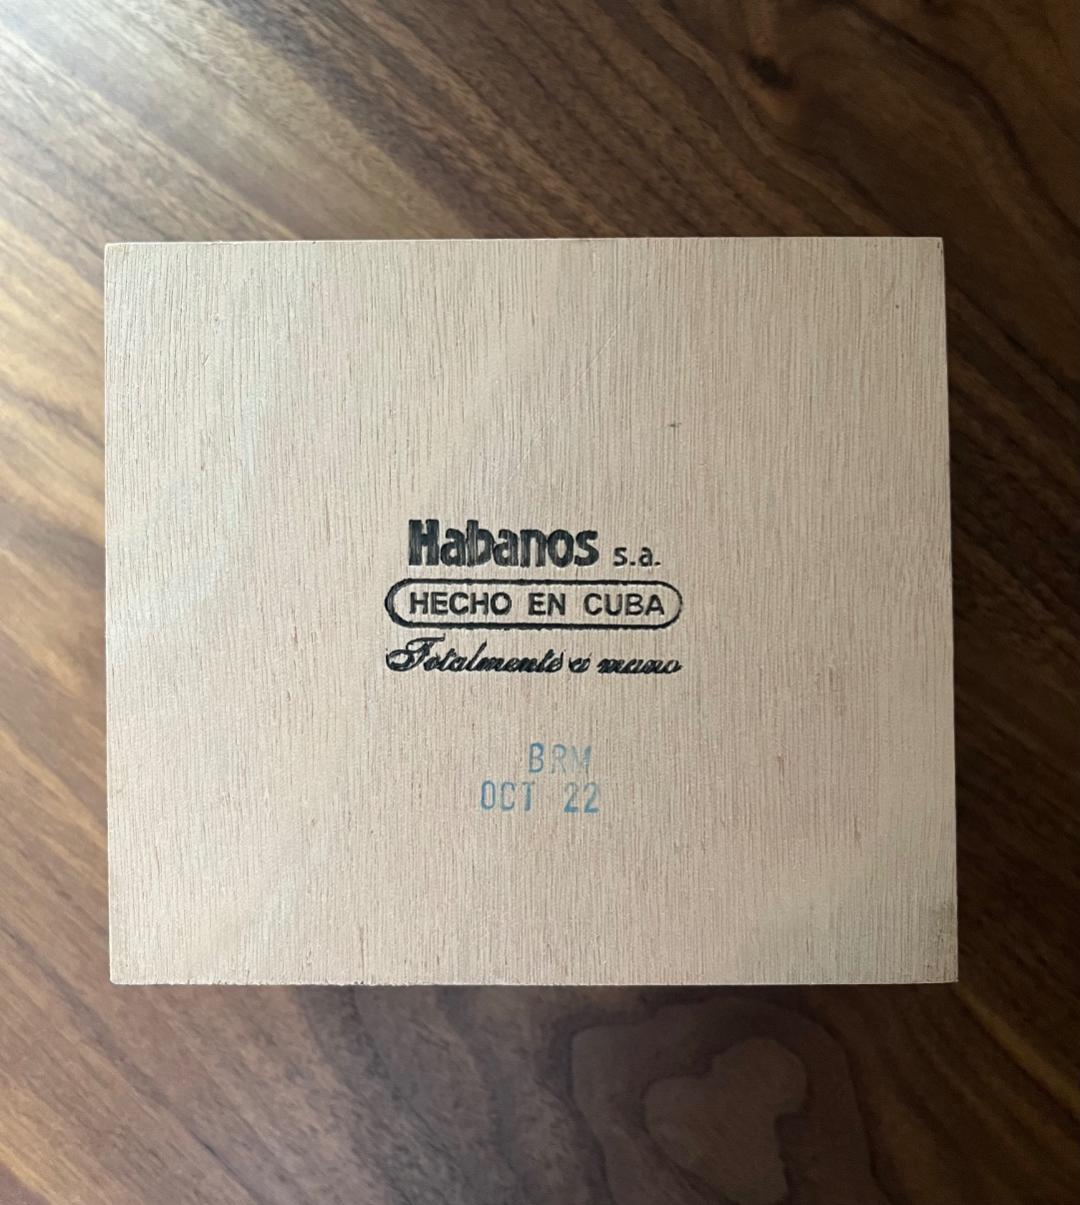 Habanos s.a.
HECHO EN CUBA
Totalmente a mano
BRM
OCT 22